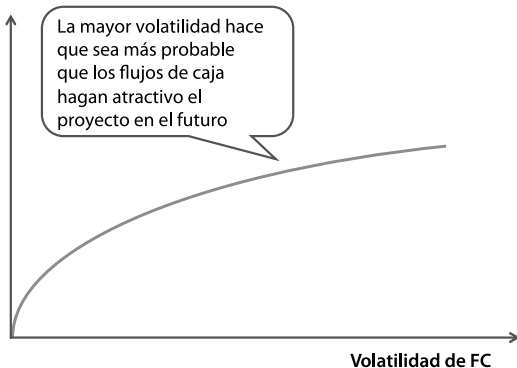 La mayor volatilidad hace
que sea más probable
que los flujos de caja
hagan atractivo el
proyecto en el futuro
Volatilidad de FC